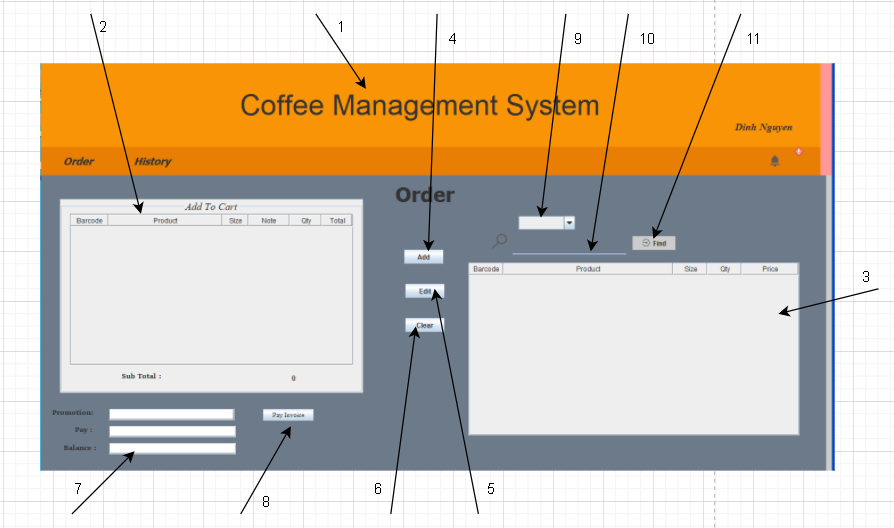 2
1
4
9
10
11
Coffee Management System
Dinh Nguyen
Order
History
Order
Add To Cart
Barcode Product Size Note Qty Total
Find
Add
Edit
Clear
Barcode Product Size Qty Price
3
Sub Total : 0
Promotion:
Pay Invoice
Pay :
Balance :
7
8
6
5